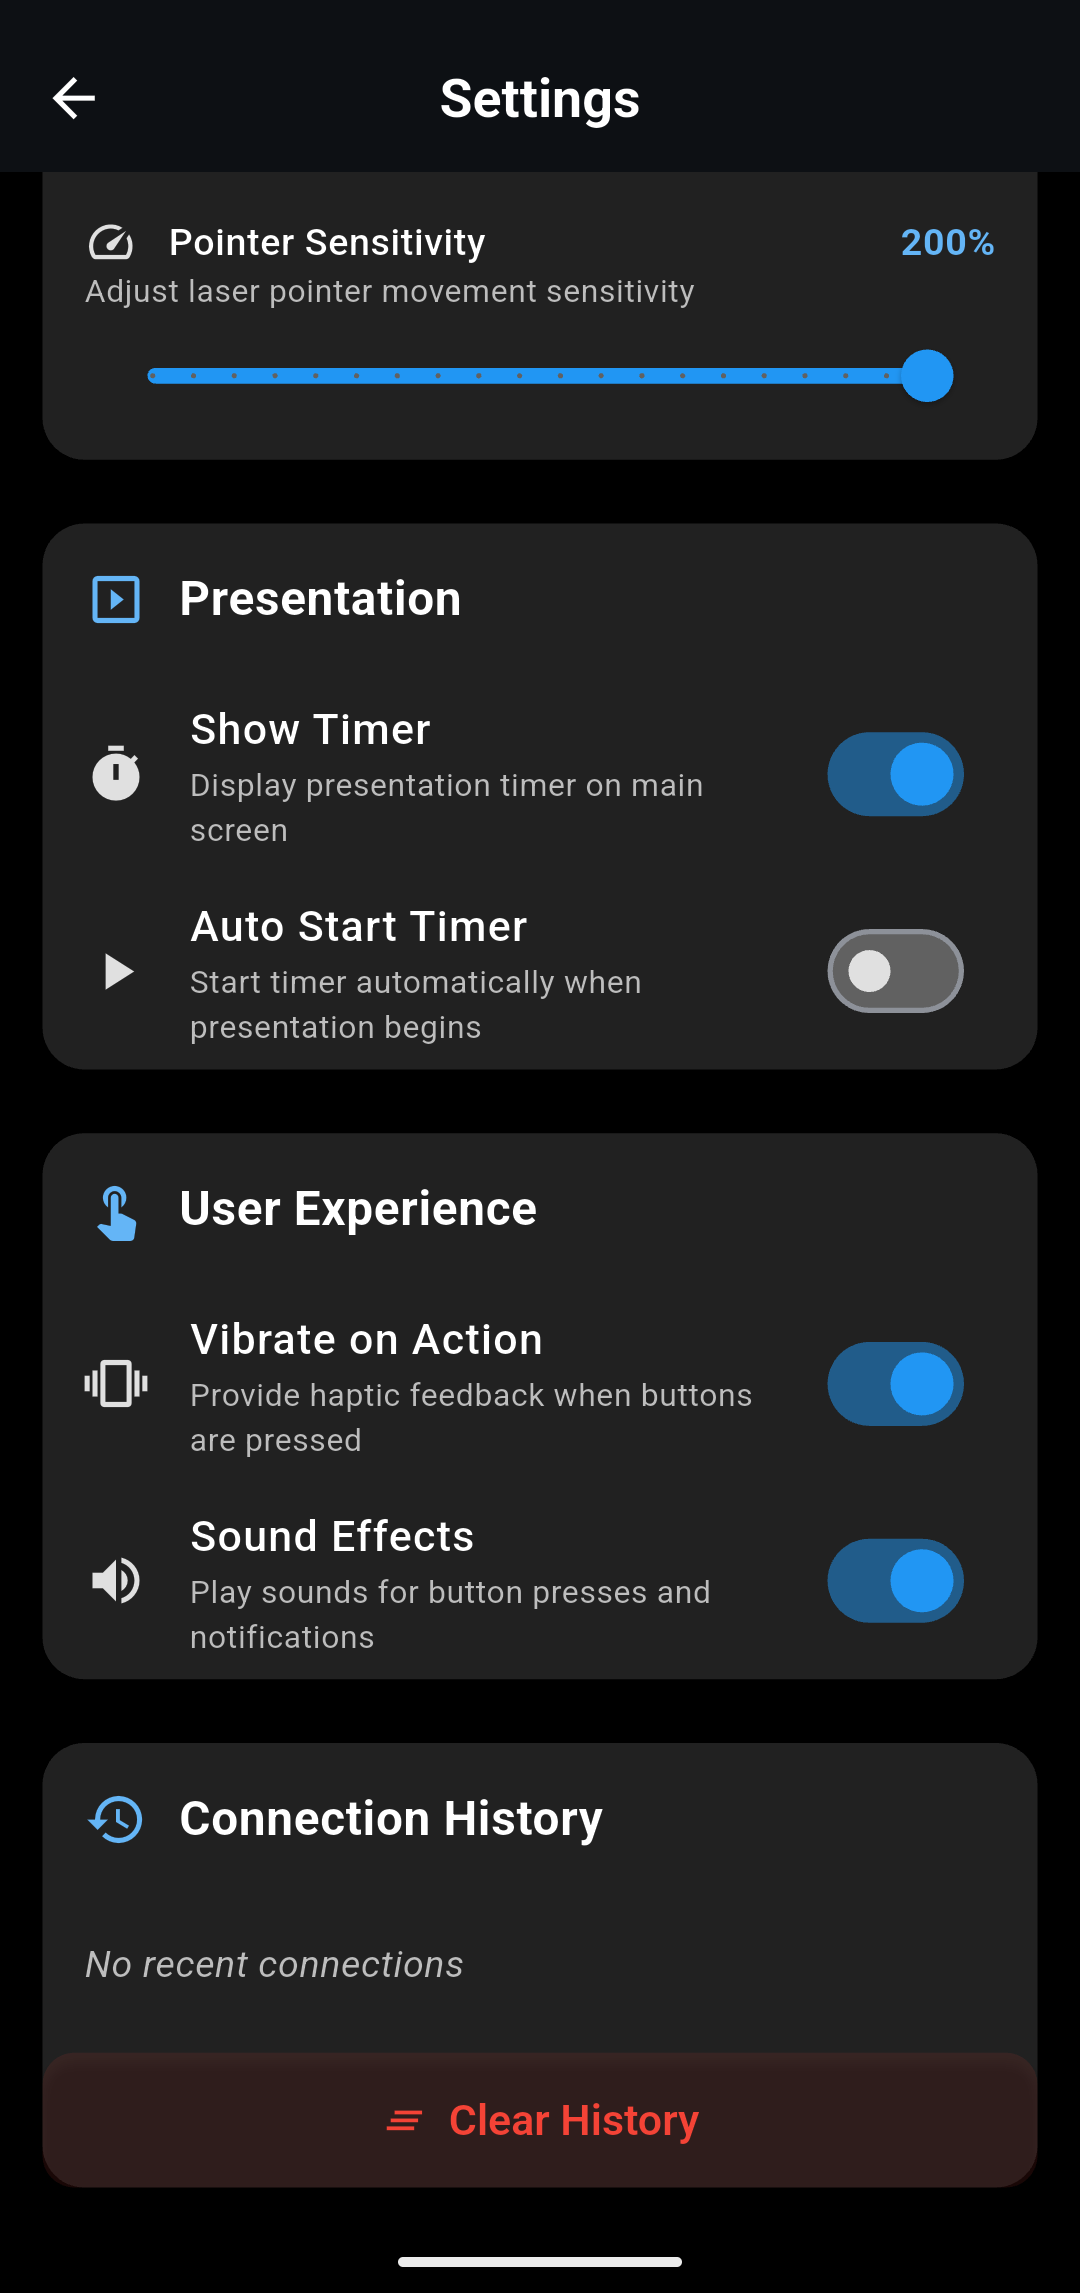 Settings
Pointer Sensitivity 200%
Adjust laser pointer movement sensitivity
Presentation
Show Timer
Display presentation timer on main
screen
Auto Start Timer
Start timer automatically when
presentation begins
User Experience
Vibrate on Action
Provide haptic feedback when buttons
are pressed
Sound Effects
Play sounds for button presses and
notifications
Connection History
No recent connections
Clear History